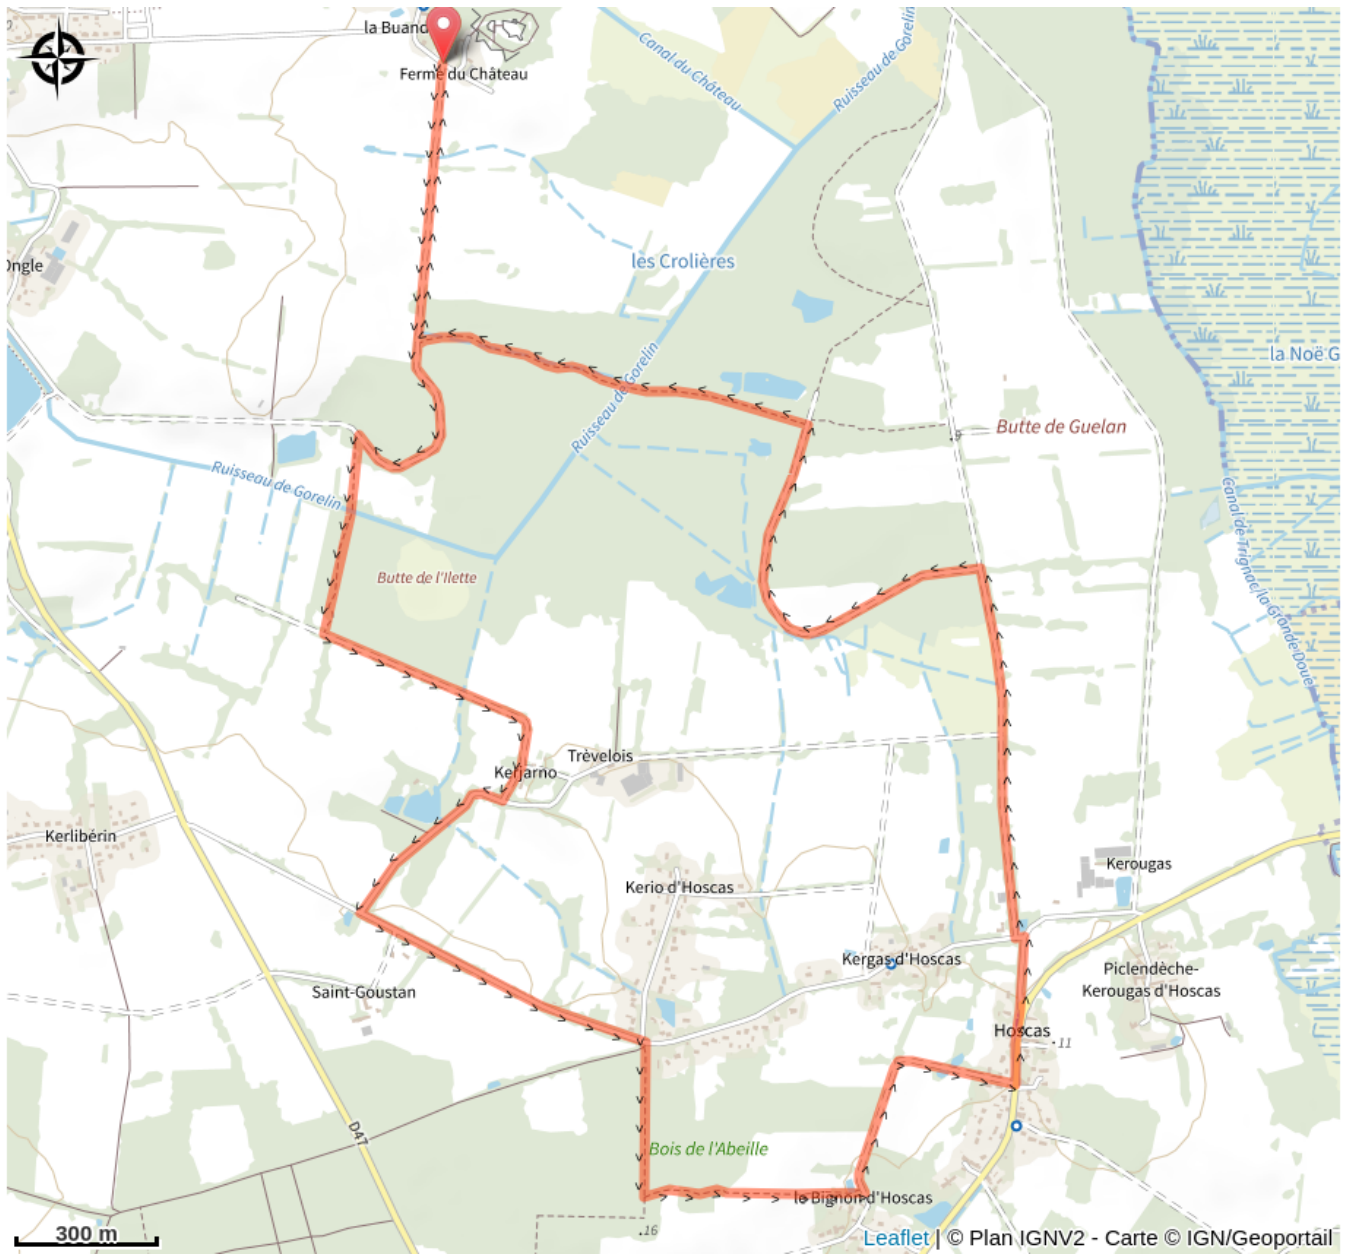 la Buand
Ferme du Château
Canal du Château
Ruisseau de Gorelin
les Crolières
Ongle
la Noë G
Ruisseau de Gorelin
Butte de Guelan
9
Ruisseau de Gorelin
Canal de Trignac/la Grande Doue
Butte de l'Ilette
Trèvelois
Kerjarno
Kerlibérin
Kerougas
Kerio d'Hoscas
Kergas d'Hoscas
Piclendèche-
Kerougas d'Hoscas
Saint-Goustan
Hoscas
11
D47
Bois de l'Abeille
le Bignon d'Hoscas
16
300 m
Leaflet | © Plan IGNV2 - Carte © IGN/Geoportail